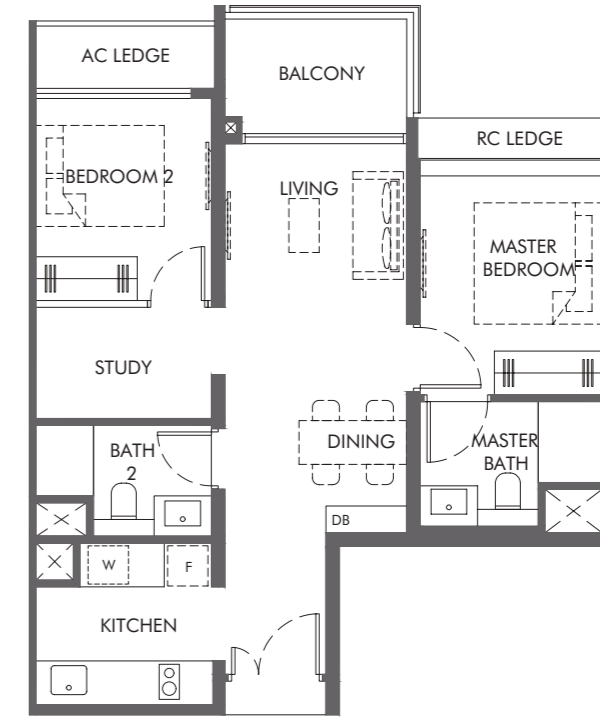 AC LEDGE
BALCONY
RC LEDGE
BEDROOM 2
LIVING
MASTER
BEDROOM
STUDY
BATH
2
DINING
MASTER
BATH
DB
W
F
KITCHEN